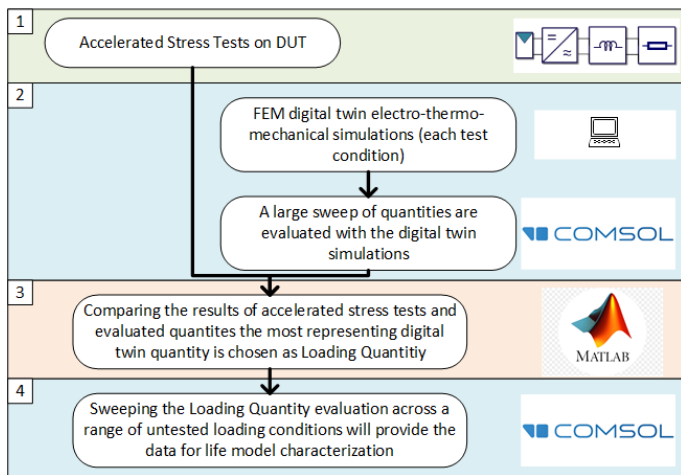 1
Accelerated Stress Tests on DUT
2
FEM digital twin electro-thermo-
mechanical simulations (each test
condition)
A large sweep of quantities are
evaluated with the digital twin
simulations
COMSOL
3
Comparing the results of accelerated stress tests and
evaluated quantites the most representing digital
twin quantity is chosen as Loading Quantitiy
MATLAB
4
Sweeping the Loading Quantity evaluation across a
range of untested loading conditions will provide the
data for life model characterization
COMSOL